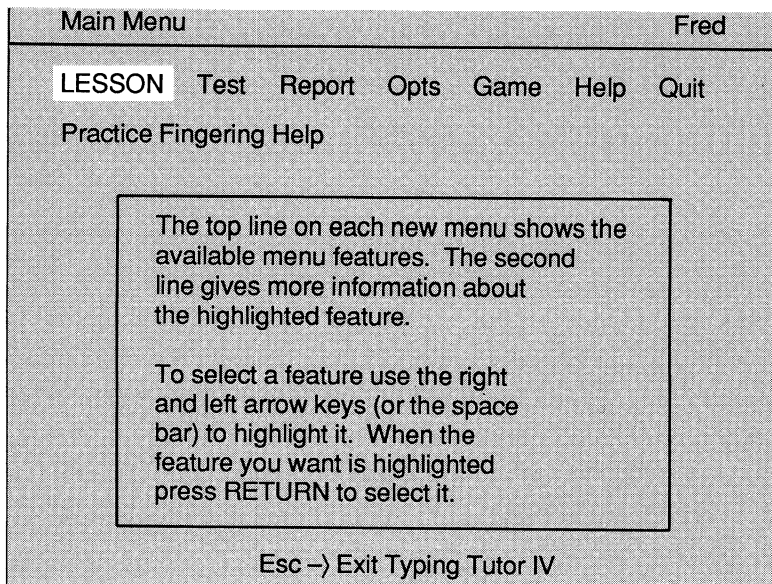 Main Menu Fred
LESSON Test Report Opts Game Help Quit
Practice Fingering Help
The top line on each new menu shows the
available menu features. The second
line gives more information about
the highlighted feature.
To select a feature use the right
and left arrow keys (or the space
bar) to highlight it. When the
feature you want is highlighted
press RETURN to select it.
Esc –⟩ Exit Typing Tutor IV